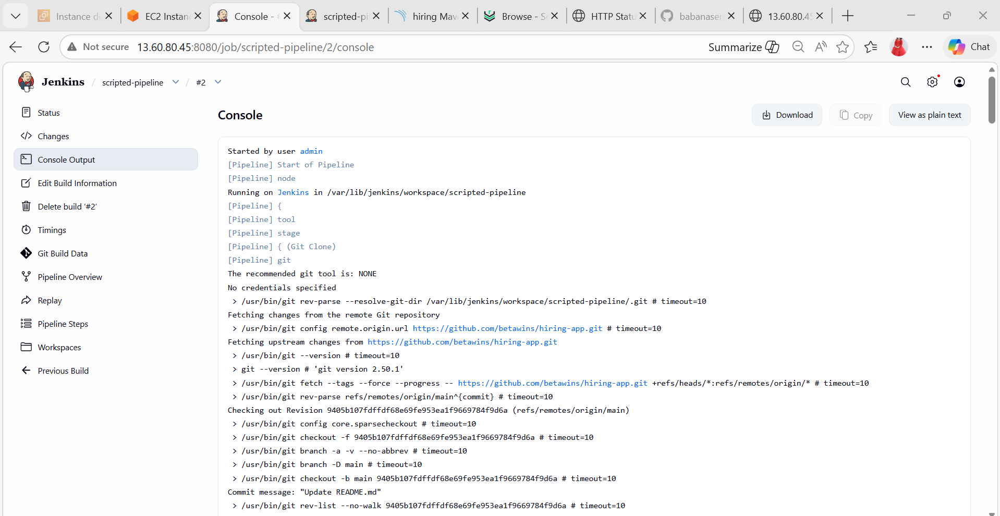 Instance de
EC2 Instan
Console - #
scripted-pi
hiring Mav
Browse - S
HTTP Statu
babanasen
13.60.80.45
Not secure 13.60.80.45:8080/job/scripted-pipeline/2/console
Summarize
Chat
Jenkins / scripted-pipeline / #2
Status
Changes
Console Output
Edit Build Information
Delete build ‘#2’
Timings
Git Build Data
Pipeline Overview
Replay
Pipeline Steps
Workspaces
Previous Build
Console
Download
Copy
View as plain text
Started by user admin
[Pipeline] Start of Pipeline
[Pipeline] node
Running on Jenkins in /var/lib/jenkins/workspace/scripted-pipeline
[Pipeline] {
[Pipeline] tool
[Pipeline] stage
[Pipeline] { (Git Clone)
[Pipeline] git
The recommended git tool is: NONE
No credentials specified
> /usr/bin/git rev-parse --resolve-git-dir /var/lib/jenkins/workspace/scripted-pipeline/.git # timeout=10
Fetching changes from the remote Git repository
> /usr/bin/git config remote.origin.url https://github.com/betawins/hiring-app.git # timeout=10
Fetching upstream changes from https://github.com/betawins/hiring-app.git
> /usr/bin/git --version # timeout=10
> git --version # 'git version 2.50.1'
> /usr/bin/git fetch --tags --force --progress -- https://github.com/betawins/hiring-app.git +refs/heads/*:refs/remotes/origin/* # timeout=10
> /usr/bin/git rev-parse refs/remotes/origin/main^{commit} # timeout=10
Checking out Revision 9405b107fdffdf68e69fe953ea1f9669784f9d6a (refs/remotes/origin/main)
> /usr/bin/git config core.sparsecheckout # timeout=10
> /usr/bin/git checkout -f 9405b107fdffdf68e69fe953ea1f9669784f9d6a # timeout=10
> /usr/bin/git branch -a -v --no-abbrev # timeout=10
> /usr/bin/git branch -D main # timeout=10
> /usr/bin/git checkout -b main 9405b107fdffdf68e69fe953ea1f9669784f9d6a # timeout=10
Commit message: "Update README.md"
> /usr/bin/git rev-list --no-walk 9405b107fdffdf68e69fe953ea1f9669784f9d6a # timeout=10